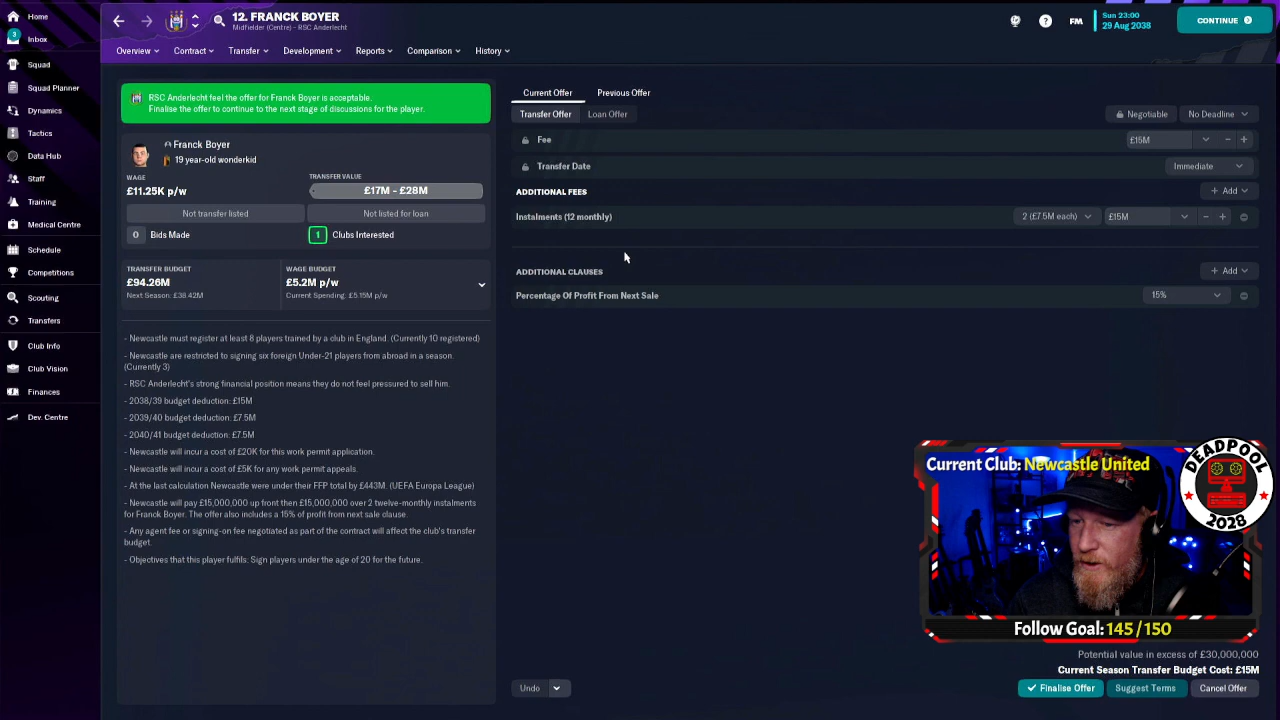 Home
12. FRANCK BOYER
Midfielder (Centre) - RSC Anderlecht
FM
Sun 23:00
29 Aug 2038
CONTINUE
3
Inbox
Squad
Squad Planner
Dynamics
Tactics
Data Hub
Staff
Training
Medical Centre
Schedule
Competitions
Scouting
Transfers
Club Info
Club Vision
Finances
Dev. Centre
Overview
Contract
Transfer
Development
Reports
Comparison
History
RSC Anderlecht feel the offer for Franck Boyer is acceptable.
Finalise the offer to continue to the next stage of discussions for the player.
Franck Boyer
19 year-old wonderkid
WAGE
£11.25K p/w
TRANSFER VALUE
£17M - £28M
Not transfer listed
Not listed for loan
0 Bids Made
1 Clubs Interested
TRANSFER BUDGET
£94.26M
Next Season: £38.42M
WAGE BUDGET
£5.2M p/w
Current Spending: £5.15M p/w
- Newcastle must register at least 8 players trained by a club in England. (Currently 10 registered)
- Newcastle are restricted to signing six foreign Under-21 players from abroad in a season.
(Currently 3)
- RSC Anderlecht's strong financial position means they do not feel pressured to sell him.
- 2038/39 budget deduction: £15M
- 2039/40 budget deduction: £7.5M
- 2040/41 budget deduction: £7.5M
- Newcastle will incur a cost of £20K for this work permit application.
- Newcastle will incur a cost of £5K for any work permit appeals.
- At the last calculation Newcastle were under their FFP total by £443M. (UEFA Europa League)
- Newcastle will pay £15,000,000 up front then £15,000,000 over 2 twelve-monthly instalments
for Franck Boyer. The offer also includes a 15% of profit from next sale clause.
- Any agent fee or signing-on fee negotiated as part of the contract will affect the club's transfer
budget.
- Objectives that this player fulfils: Sign players under the age of 20 for the future.
Current Offer
Previous Offer
Transfer Offer
Loan Offer
Negotiable
No Deadline
Fee
£15M
Transfer Date
Immediate
ADDITIONAL FEES
+ Add
Instalments (12 monthly)
2 (£7.5M each)
£15M
ADDITIONAL CLAUSES
+ Add
Percentage Of Profit From Next Sale
15%
Current Club: Newcastle United
DEADPOOL
2028
Follow Goal: 145 / 150
Potential value in excess of £30,000,000
Current Season Transfer Budget Cost: £15M
Undo
Finalise Offer
Suggest Terms
Cancel Offer